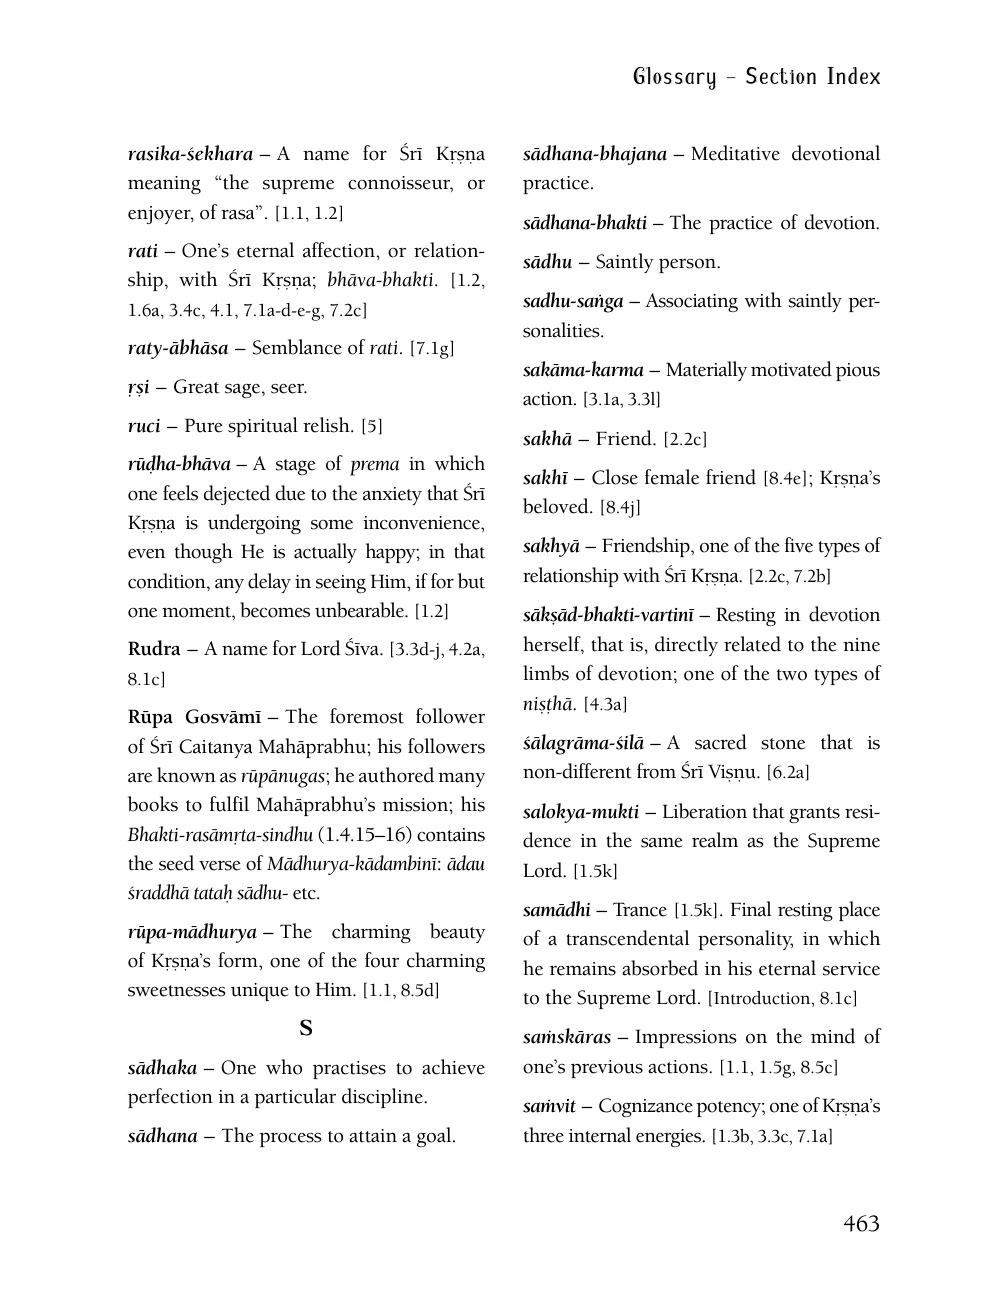 Glossary – Section Index
rasika-śekhara – A name for Śrī Kṛṣṇa
meaning “the supreme connoisseur, or
enjoyer, of rasa”. [1.1, 1.2]
rati – One’s eternal affection, or relation-
ship, with Śrī Kṛṣṇa; bhāva-bhakti. [1.2,
1.6a, 3.4c, 4.1, 7.1a-d-e-g, 7.2c]
raty-ābhāsa – Semblance of rati. [7.1g]
ṛṣi – Great sage, seer.
ruci – Pure spiritual relish. [5]
rūḍha-bhāva – A stage of prema in which
one feels dejected due to the anxiety that Śrī
Kṛṣṇa is undergoing some inconvenience,
even though He is actually happy; in that
condition, any delay in seeing Him, if for but
one moment, becomes unbearable. [1.2]
Rudra – A name for Lord Śīva. [3.3d-j, 4.2a,
8.1c]
Rūpa Gosvāmī – The foremost follower
of Śrī Caitanya Mahāprabhu; his followers
are known as rūpānugas; he authored many
books to fulfil Mahāprabhu’s mission; his
Bhakti-rasāmṛta-sindhu (1.4.15–16) contains
the seed verse of Mādhurya-kādambinī: ādau
śraddhā tataḥ sādhu- etc.
rūpa-mādhurya – The charming beauty
of Kṛṣṇa’s form, one of the four charming
sweetnesses unique to Him. [1.1, 8.5d]
S
sādhaka – One who practises to achieve
perfection in a particular discipline.
sādhana – The process to attain a goal.
sādhana-bhajana – Meditative devotional
practice.
sādhana-bhakti – The practice of devotion.
sādhu – Saintly person.
sadhu-saṅga – Associating with saintly per-
sonalities.
sakāma-karma – Materially motivated pious
action. [3.1a, 3.3l]
sakhā – Friend. [2.2c]
sakhī – Close female friend [8.4e]; Kṛṣṇa’s
beloved. [8.4j]
sakhyā – Friendship, one of the five types of
relationship with Śrī Kṛṣṇa. [2.2c, 7.2b]
sākṣād-bhakti-vartinī – Resting in devotion
herself, that is, directly related to the nine
limbs of devotion; one of the two types of
niṣṭhā. [4.3a]
śālagrāma-śilā – A sacred stone that is
non-different from Śrī Viṣṇu. [6.2a]
salokya-mukti – Liberation that grants resi-
dence in the same realm as the Supreme
Lord. [1.5k]
samādhi – Trance [1.5k]. Final resting place
of a transcendental personality, in which
he remains absorbed in his eternal service
to the Supreme Lord. [Introduction, 8.1c]
saṁskāras – Impressions on the mind of
one’s previous actions. [1.1, 1.5g, 8.5c]
saṁvit – Cognizance potency; one of Kṛṣṇa’s
three internal energies. [1.3b, 3.3c, 7.1a]
463